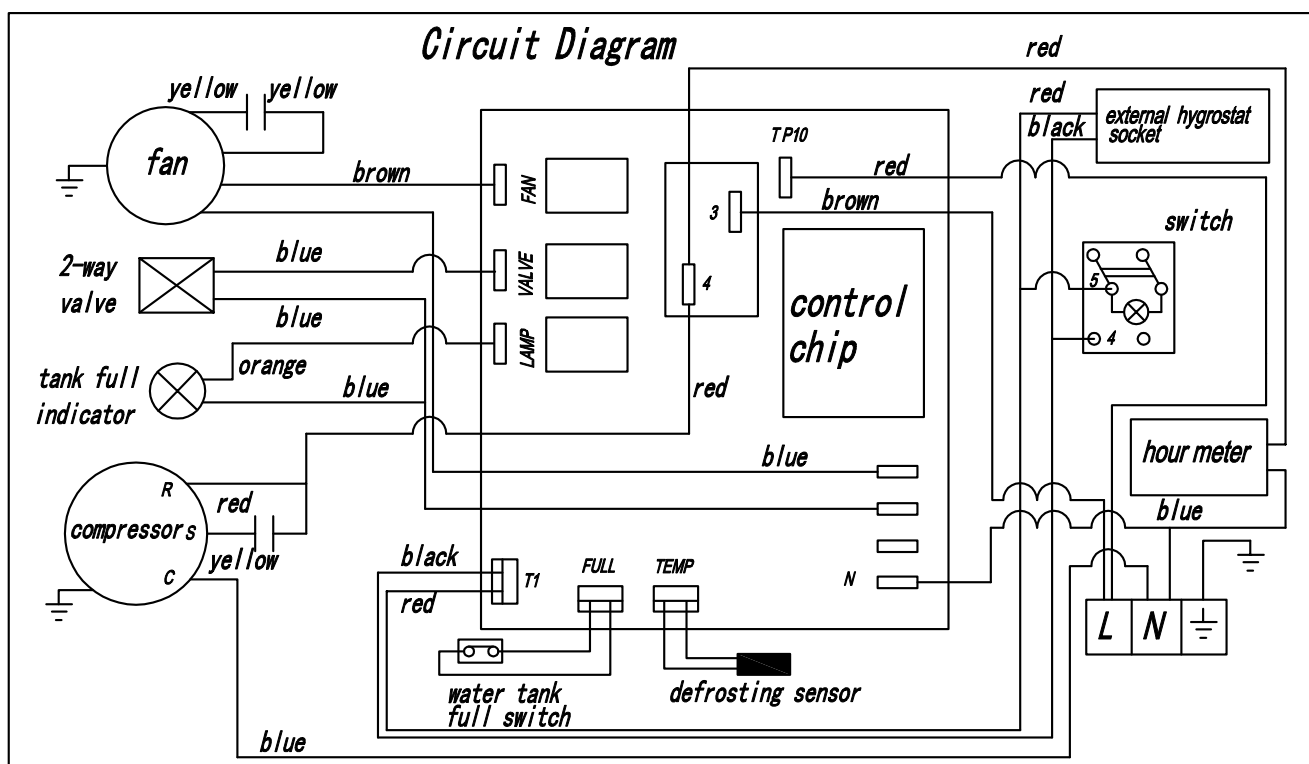 Circuit Diagram
red
yellow yellow
red
black
external hygrostat
socket
TP10
fan
brown
FAN
red
3
brown
switch
2-way
valve
blue
VALVE
4
5
blue
control
chip
4
LAMP
tank full
indicator
orange
blue
red
hour meter
blue
R
red
compressors
yellow
C
blue
black
red
T1
FULL
TEMP
N
L
N
water tank
full switch
defrosting sensor
blue